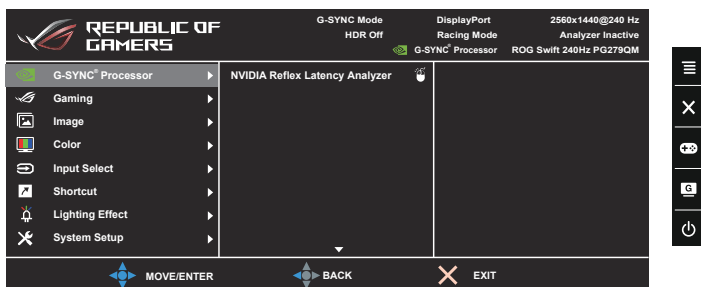 REPUBLIC OF
GAMERS
G-SYNC Mode DisplayPort 2560x1440@240 Hz
HDR Off Racing Mode Analyzer Inactive
G-SYNC® Processor ROG Swift 240Hz PG279QM
G-SYNC® Processor NVIDIA Reflex Latency Analyzer
Gaming
Image
Color
Input Select
Shortcut
Lighting Effect
System Setup
MOVE/ENTER BACK EXIT
G